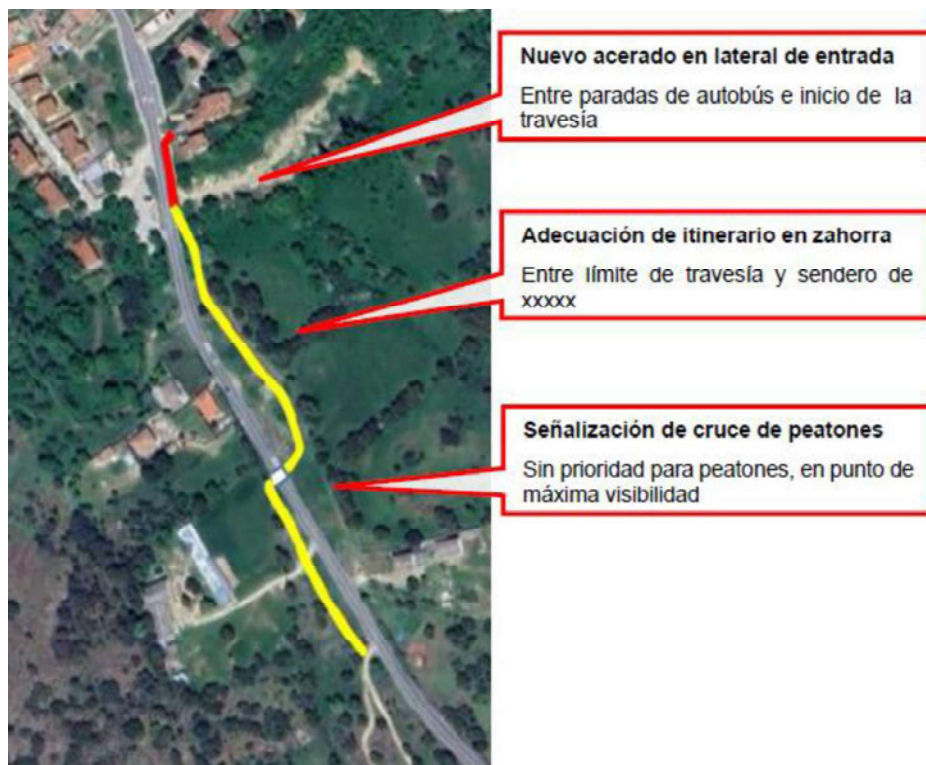 Nuevo acerado en lateral de entrada
Entre paradas de autobús e inicio de la
travesía
Adecuación de itinerario en zahorra
Entre límite de travesía y sendero de
xxxxx
Señalización de cruce de peatones
Sin prioridad para peatones, en punto de
máxima visibilidad